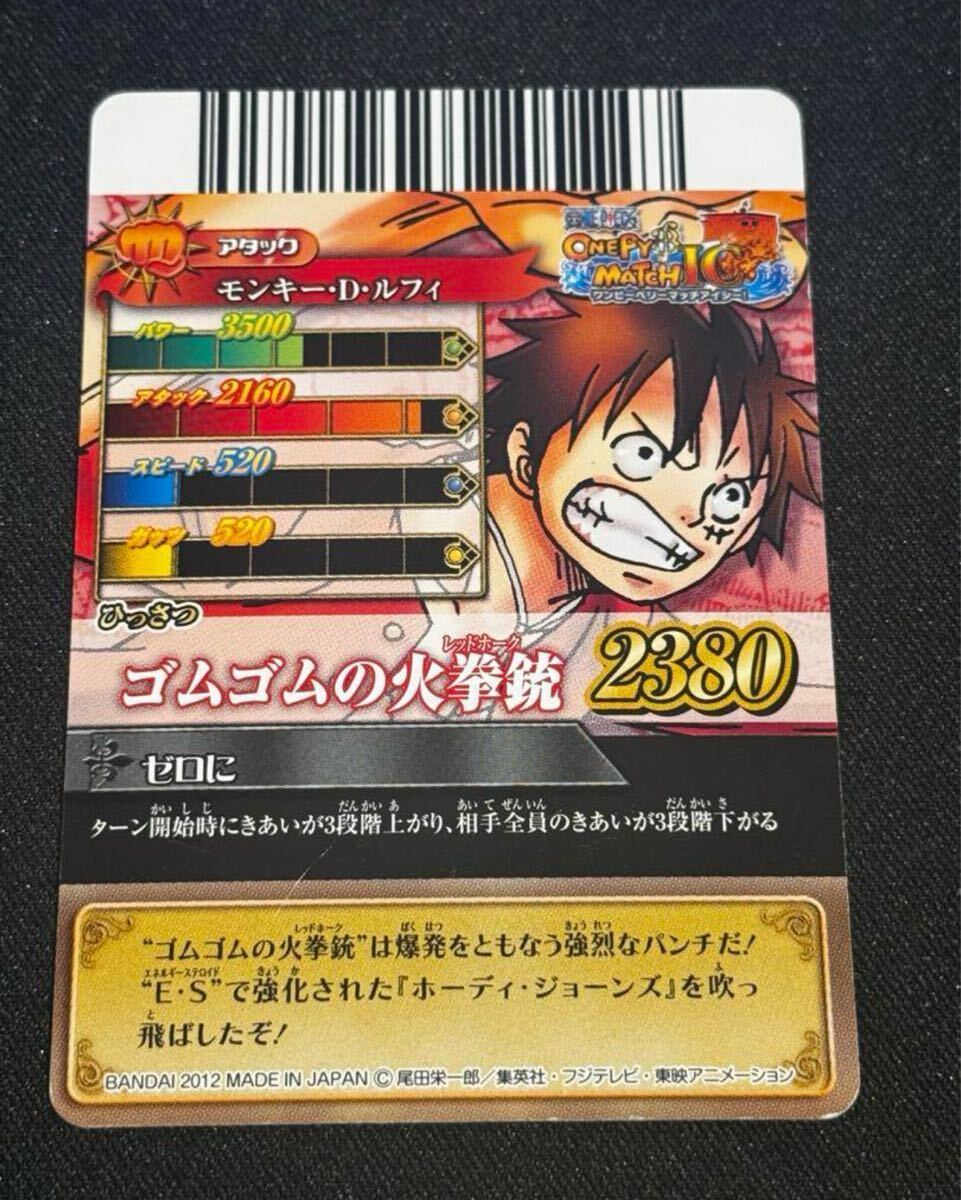 アタック
モンキー・D・ルフィ
ONE PIECE
ONEPY
MATCH IC
ワンピーベリーマッチアイシー!
パワー 3500
アタック 2160
スピード 520
ガッツ 520
ひっさつ
レッドホーク
ゴムゴムの火拳銃 2380
ゼロに
かいしじ だんかいあ あいてぜんいん だんかいさ
ターン開始時にきあいが3段階上がり、相手全員のきあいが3段階下がる
レッドホーク ばくはつ きょうれつ
“ゴムゴムの火拳銃”は爆発をともなう強烈なパンチだ!
エネルギーステロイド きょうか ふ
“E・S”で強化された『ホーディ・ジョーンズ』を吹っ
と
飛ばしたぞ!
BANDAI 2012 MADE IN JAPAN © 尾田栄一郎/集英社・フジテレビ・東映アニメーション